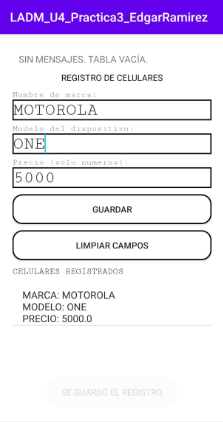 LADM_U4_Practica3_EdgarRamirez
SIN MENSAJES. TABLA VACÍA.
REGISTRO DE CELULARES
Nombre de marca:
MOTOROLA
Modelo del dispositivo:
ONE
Precio (solo numeros):
5000
GUARDAR
LIMPIAR CAMPOS
CELULARES REGISTRADOS
MARCA: MOTOROLA
MODELO: ONE
PRECIO: 5000.0
SE GUARDÓ EL REGISTRO